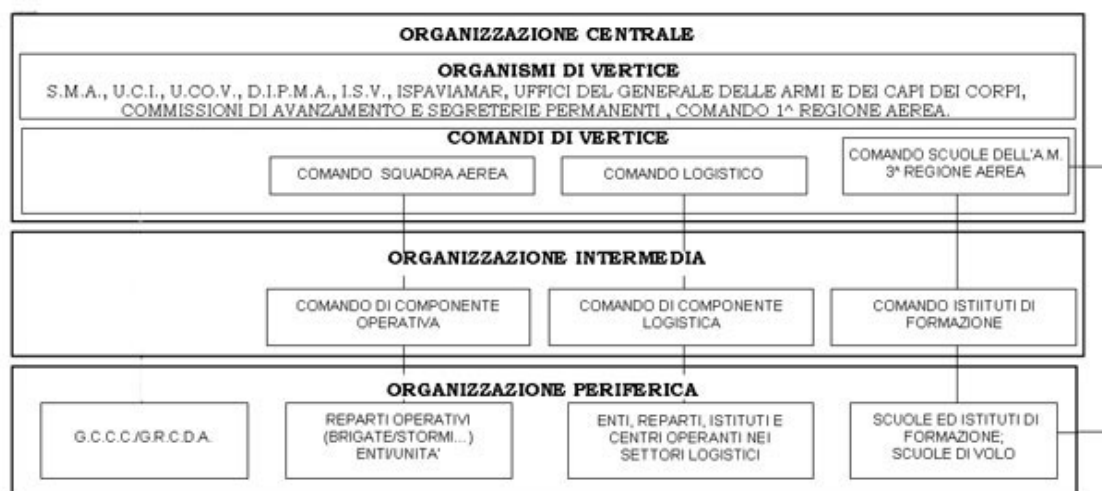 ORGANIZZAZIONE CENTRALE
ORGANISMI DI VERTICE
S.M.A., U.C.I., U.CO.V., D.I.P.M.A., I.S.V., ISPAVIAMAR, UFFICI DEL GENERALE DELLE ARMI E DEI CAPI DEI CORPI,
COMMISSIONI DI AVANZAMENTO E SEGRETERIE PERMANENTI , COMANDO 1^ REGIONE AEREA.
COMANDI DI VERTICE
COMANDO SQUADRA AEREA
COMANDO LOGISTICO
COMANDO SCUOLE DELL'A.M.
3^ REGIONE AEREA
ORGANIZZAZIONE INTERMEDIA
COMANDO DI COMPONENTE
OPERATIVA
COMANDO DI COMPONENTE
LOGISTICA
COMANDO ISTIITUTI DI
FORMAZIONE
ORGANIZZAZIONE PERIFERICA
G.C.C.C./G.R.C.D.A.
REPARTI OPERATIVI
(BRIGATE/STORMI...)
ENTI/UNITA'
ENTI, REPARTI, ISTITUTI E
CENTRI OPERANTI NEI
SETTORI LOGISTICI
SCUOLE ED ISTITUTI DI
FORMAZIONE;
SCUOLE DI VOLO